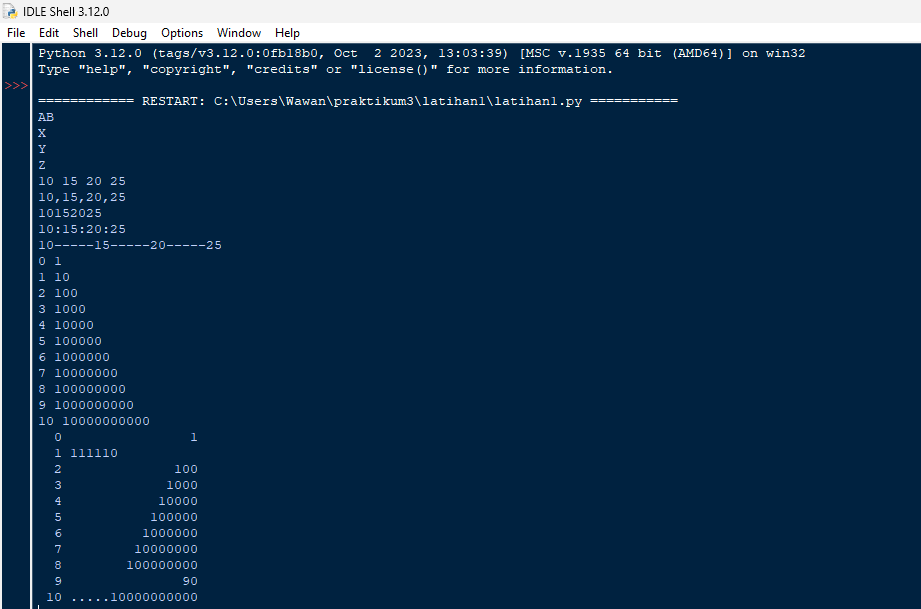 IDLE Shell 3.12.0
File Edit Shell Debug Options Window Help
Python 3.12.0 (tags/v3.12.0:0fb18b0, Oct  2 2023, 13:03:39) [MSC v.1935 64 bit (AMD64)] on win32
Type "help", "copyright", "credits" or "license()" for more information.
>>>
============ RESTART: C:\Users\Wawan\praktikum3\latihan1\latihan1.py ===========
AB
X
Y
Z
10 15 20 25
10,15,20,25
10152025
10:15:20:25
10-----15-----20-----25
0 1
1 10
2 100
3 1000
4 10000
5 100000
6 1000000
7 10000000
8 100000000
9 1000000000
10 10000000000
  0                1
  1 111110
  2              100
  3             1000
  4            10000
  5           100000
  6          1000000
  7         10000000
  8        100000000
  9               90
 10 .....10000000000